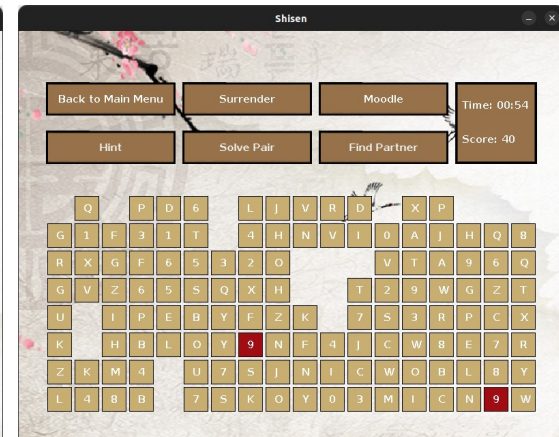 Shisen
Back to Main Menu Surrender Moodle Time: 00:54
Hint Solve Pair Find Partner Score: 40
Q P D 6 L J V R D X P
G 1 F 3 1 T 4 H N V I 0 A J H Q 8
R X G F 6 5 3 2 O V T A 9 6 Q
G V Z 6 5 S Q X H T 2 9 W G Z T
U I P E B Y F Z K 7 S 3 R P C X
K H B L O Y 9 N F 4 J C W 8 E 7 R
Z K M 4 U 7 S J N I C W O B L 8 Y
L 4 8 B 7 S K O Y 0 3 M I C N 9 W